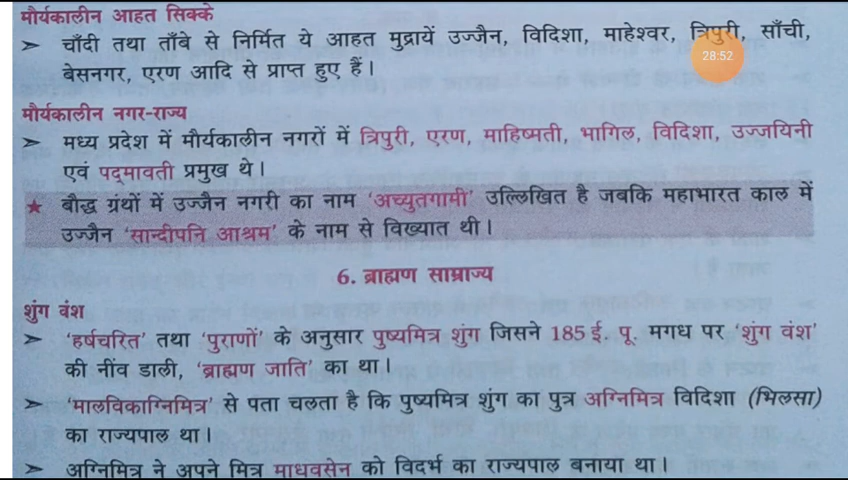 मौर्यकालीन आहत सिक्के
➤ चाँदी तथा ताँबे से निर्मित ये आहत मुद्रायें उज्जैन, विदिशा, माहेश्वर, त्रिपुरी, साँची,
बेसनगर, एरण आदि से प्राप्त हुए हैं।
28:52
मौर्यकालीन नगर-राज्य
➤ मध्य प्रदेश में मौर्यकालीन नगरों में त्रिपुरी, एरण, माहिष्मती, भागिल, विदिशा, उज्जयिनी
एवं पद्मावती प्रमुख थे।
★ बौद्ध ग्रंथों में उज्जैन नगरी का नाम 'अच्युतगामी' उल्लिखित है जबकि महाभारत काल में
उज्जैन 'सान्दीपनि आश्रम' के नाम से विख्यात थी।
6. ब्राह्मण साम्राज्य
शुंग वंश
➤ 'हर्षचरित' तथा 'पुराणों' के अनुसार पुष्यमित्र शुंग जिसने 185 ई. पू. मगध पर 'शुंग वंश'
की नींव डाली, 'ब्राह्मण जाति' का था।
➤ 'मालविकाग्निमित्र' से पता चलता है कि पुष्यमित्र शुंग का पुत्र अग्निमित्र विदिशा (भिलसा)
का राज्यपाल था।
➤ अग्निमित्र ने अपने मित्र माधवसेन को विदर्भ का राज्यपाल बनाया था।